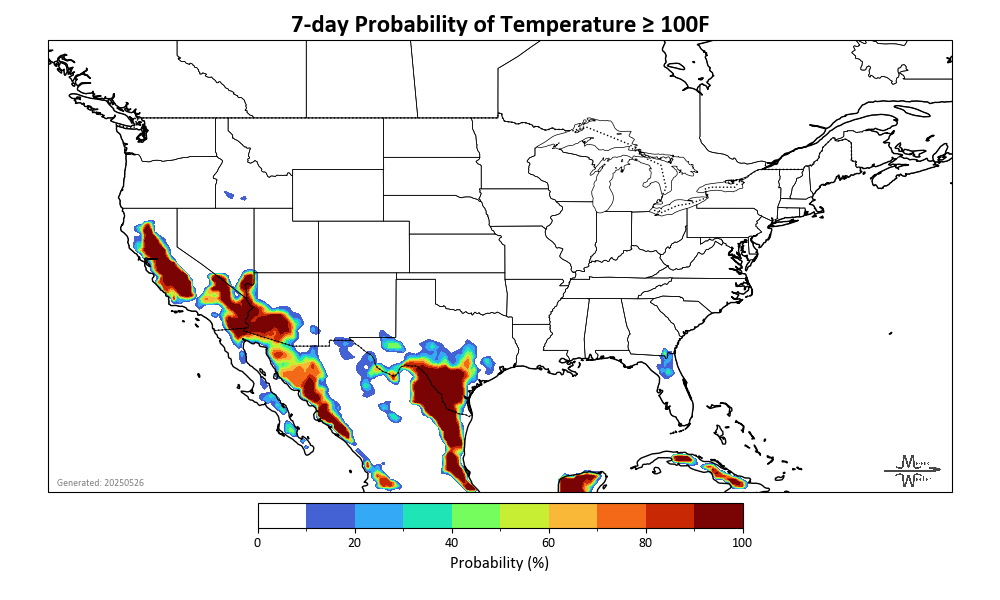 7-day Probability of Temperature ≥ 100F
Generated: 20250526
0 20 40 60 80 100
Probability (%)